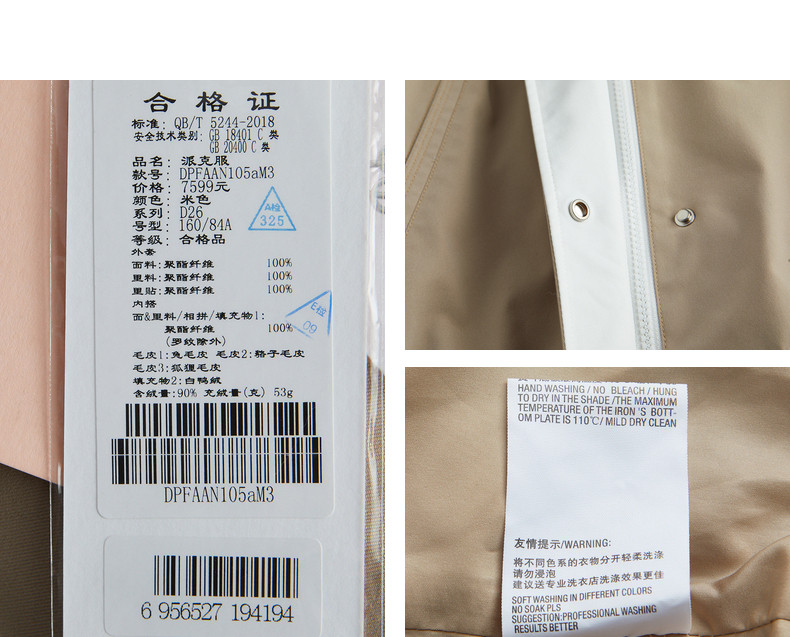 合格证
标准: QB/T 5244-2018
安全技术类别: GB 18401 C 类
GB 20400 C 类
品名: 派克服
款号: DPFAAN105aM3
价格: 7599元
颜色: 米色
系列: D26
号型: 160/84A
等级: 合格品
A检
325
外套
面料: 聚酯纤维 100%
里料: 聚酯纤维 100%
里贴: 聚酯纤维 100%
内搭
面&里料/相拼/填充物1:
聚酯纤维 100%
(罗纹除外)
E检
09
毛皮1: 兔毛皮 毛皮2: 貉子毛皮
毛皮3: 狐狸毛皮
填充物2: 白鸭绒
含绒量: 90% 充绒量(克) 53g
DPFAAN105aM3
6 956527 194194
HAND WASHING / NO BLEACH / HUNG
TO DRY IN THE SHADE/THE MAXIMUM
TEMPERATURE OF THE IRON 'S BOTT-
OM PLATE IS 110℃/ MILD DRY CLEAN
友情提示/WARNING:
将不同色系的衣物分开轻柔洗涤
请勿浸泡
建议送专业洗衣店洗涤效果更佳
SOFT WASHING IN DIFFERENT COLORS
NO SOAK PLS
SUGGESTION:PROFESSIONAL WASHING
RESULTS BETTER